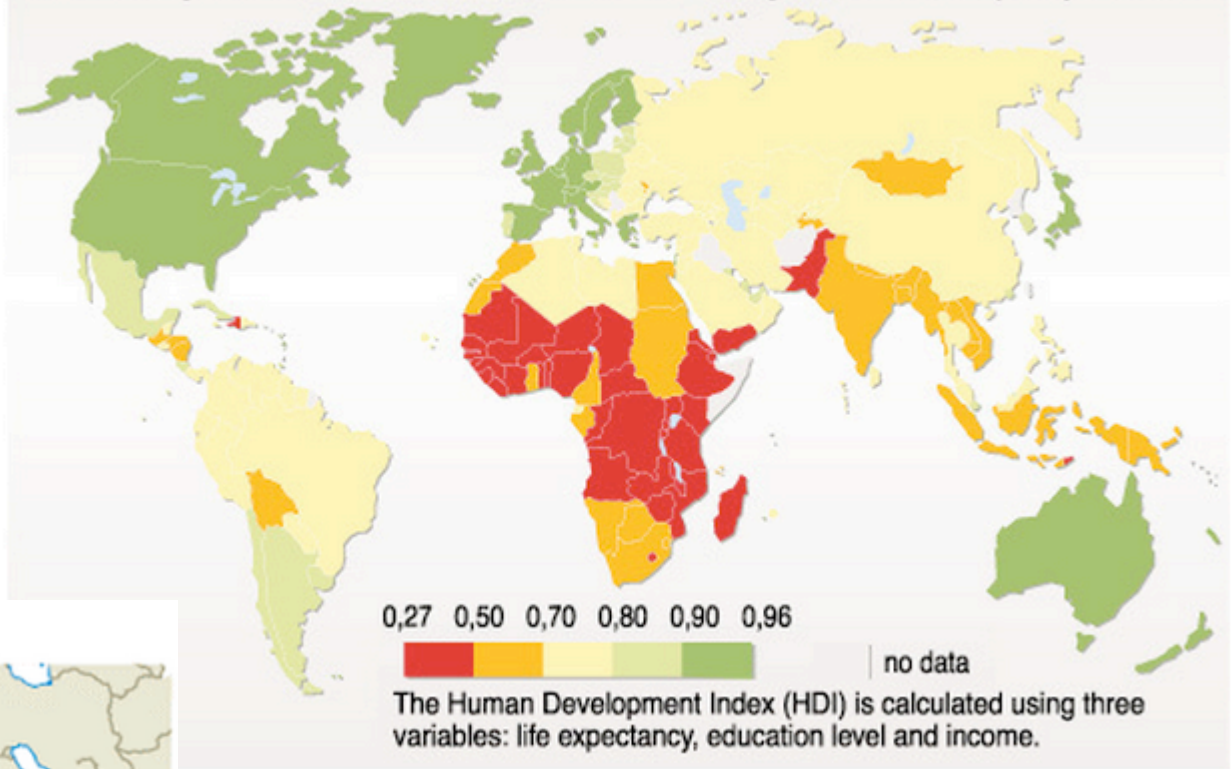 0,27 0,50 0,70 0,80 0,90 0,96
no data
The Human Development Index (HDI) is calculated using three
variables: life expectancy, education level and income.